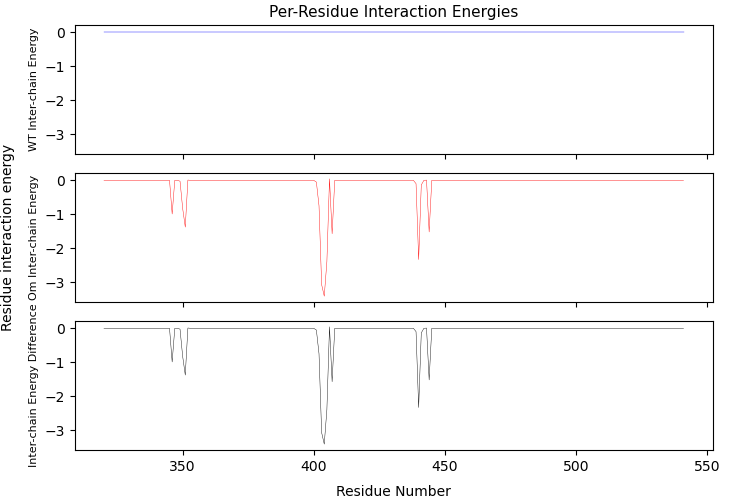 Per-Residue Interaction Energies
Residue interaction energy
WT Inter-chain Energy
0
−1
−2
−3
Om Inter-chain Energy
0
−1
−2
−3
Inter-chain Energy Difference
0
−1
−2
−3
350
400
450
500
550
Residue Number